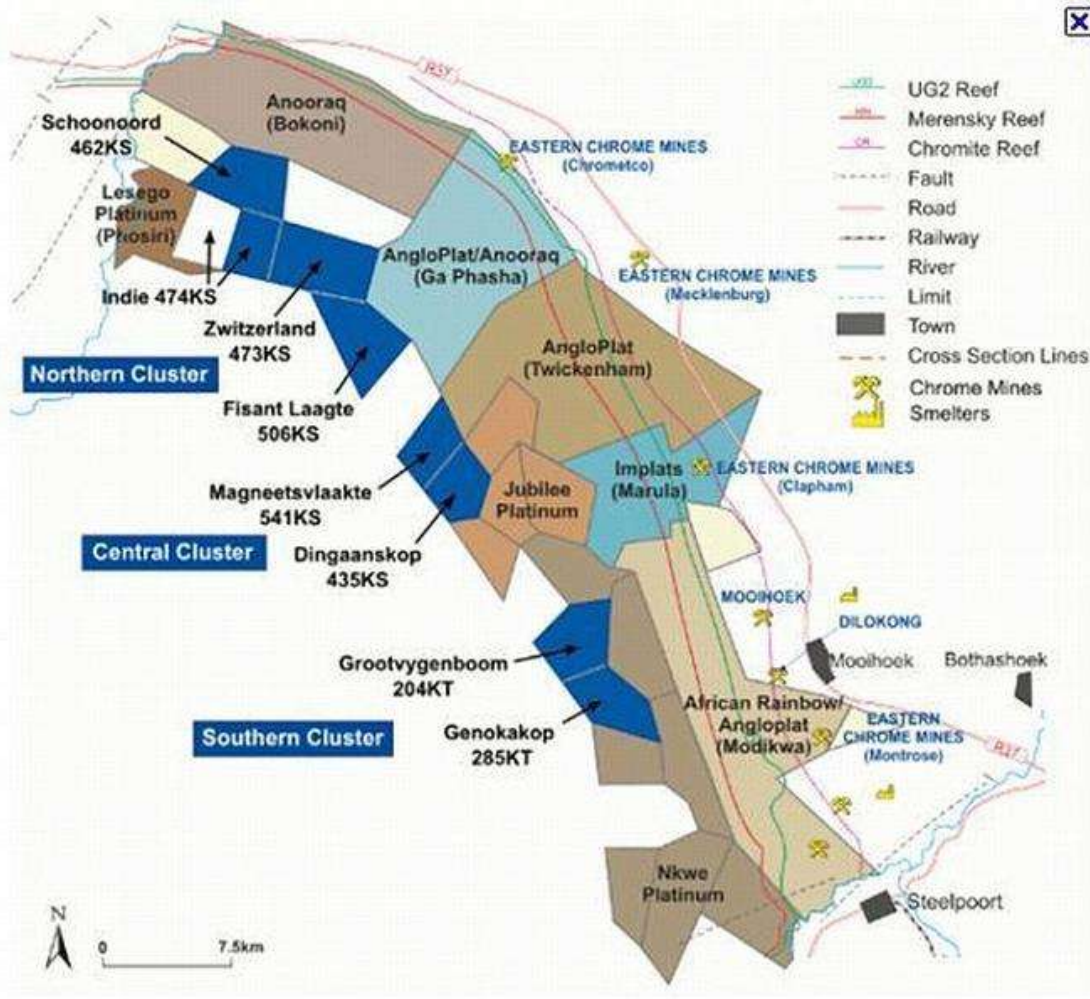 R37
Anooraq
(Bokoni)
Schoonoord
462KS
EASTERN CHROME MINES
(Chrometco)
Lesego
Platinum
(Phosiri)
AngloPlat/Anooraq
(Ga Phasha)
EASTERN CHROME MINES
(Mecklenburg)
Indie 474KS
Zwitzerland
473KS
AngloPlat
(Twickenham)
Northern Cluster
Fisant Laagte
506KS
Implats
(Marula)
EASTERN CHROME MINES
(Clapham)
Magneetsvlaakte
541KS
Jubilee
Platinum
Central Cluster
Dingaanskop
435KS
MOOIHOEK
DILOKONG
Mooihoek
Bothashoek
Grootvygenboom
204KT
African Rainbow/
Angloplat
(Modikwa)
Genokakop
285KT
Southern Cluster
EASTERN
CHROME MINES
(Montrose)
Nkwe
Platinum
Steelpoort
N
0 7.5km
UG2 UG2 Reef
MR Merensky Reef
CR Chromite Reef
Fault
Road
Railway
River
Limit
Town
Cross Section Lines
Chrome Mines
Smelters